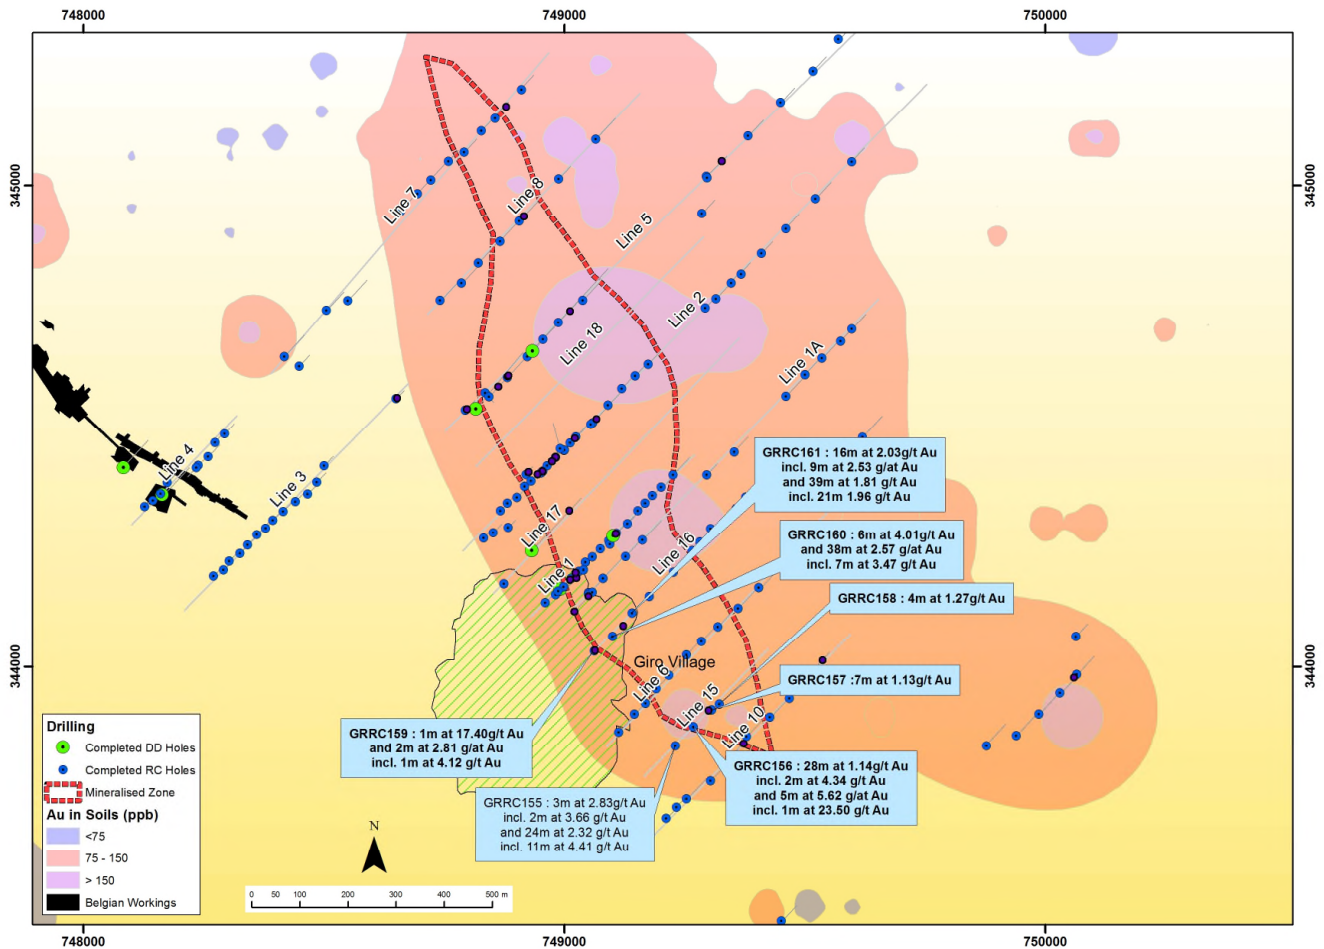 748000
749000
750000
345000
345000
Line 7
Line 8
Line 5
Line 2
Line 18
Line 1A
Line 4
Line 3
Line 17
Line 16
Line 1
GRRC161 : 16m at 2.03g/t Au
incl. 9m at 2.53 g/at Au
and 39m at 1.81 g/t Au
incl. 21m 1.96 g/t Au
GRRC160 : 6m at 4.01g/t Au
and 38m at 2.57 g/at Au
incl. 7m at 3.47 g/t Au
GRRC158 : 4m at 1.27g/t Au
344000
344000
Giro Village
GRRC157 :7m at 1.13g/t Au
Line 6
Line 15
Line 10
GRRC159 : 1m at 17.40g/t Au
and 2m at 2.81 g/at Au
incl. 1m at 4.12 g/t Au
GRRC156 : 28m at 1.14g/t Au
incl. 2m at 4.34 g/t Au
and 5m at 5.62 g/at Au
incl. 1m at 23.50 g/t Au
GRRC155 : 3m at 2.83g/t Au
incl. 2m at 3.66 g/t Au
and 24m at 2.32 g/t Au
incl. 11m at 4.41 g/t Au
Drilling
Completed DD Holes
Completed RC Holes
Mineralised Zone
Au in Soils (ppb)
<75
75 - 150
> 150
Belgian Workings
N
0 50 100 200 300 400 500 m
748000
749000
750000